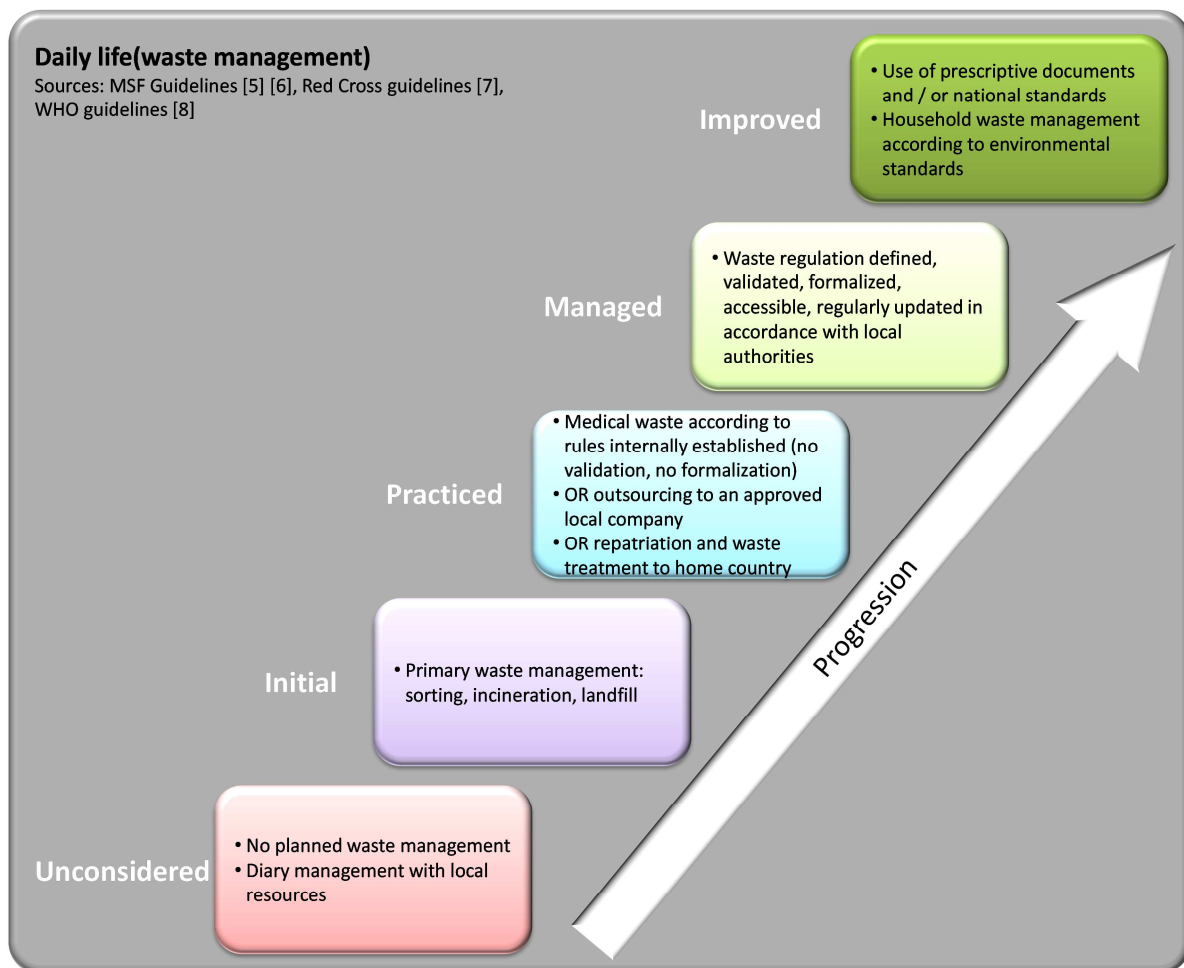 Daily life(waste management)
Sources: MSF Guidelines [5] [6], Red Cross guidelines [7],
WHO guidelines [8]
Improved
• Use of prescriptive documents
and / or national standards
• Household waste management
according to environmental
standards
Managed
• Waste regulation defined,
validated, formalized,
accessible, regularly updated in
accordance with local
authorities
Practiced
• Medical waste according to
rules internally established (no
validation, no formalization)
• OR outsourcing to an approved
local company
• OR repatriation and waste
treatment to home country
Initial
• Primary waste management:
sorting, incineration, landfill
Unconsidered
• No planned waste management
• Diary management with local
resources
Progression